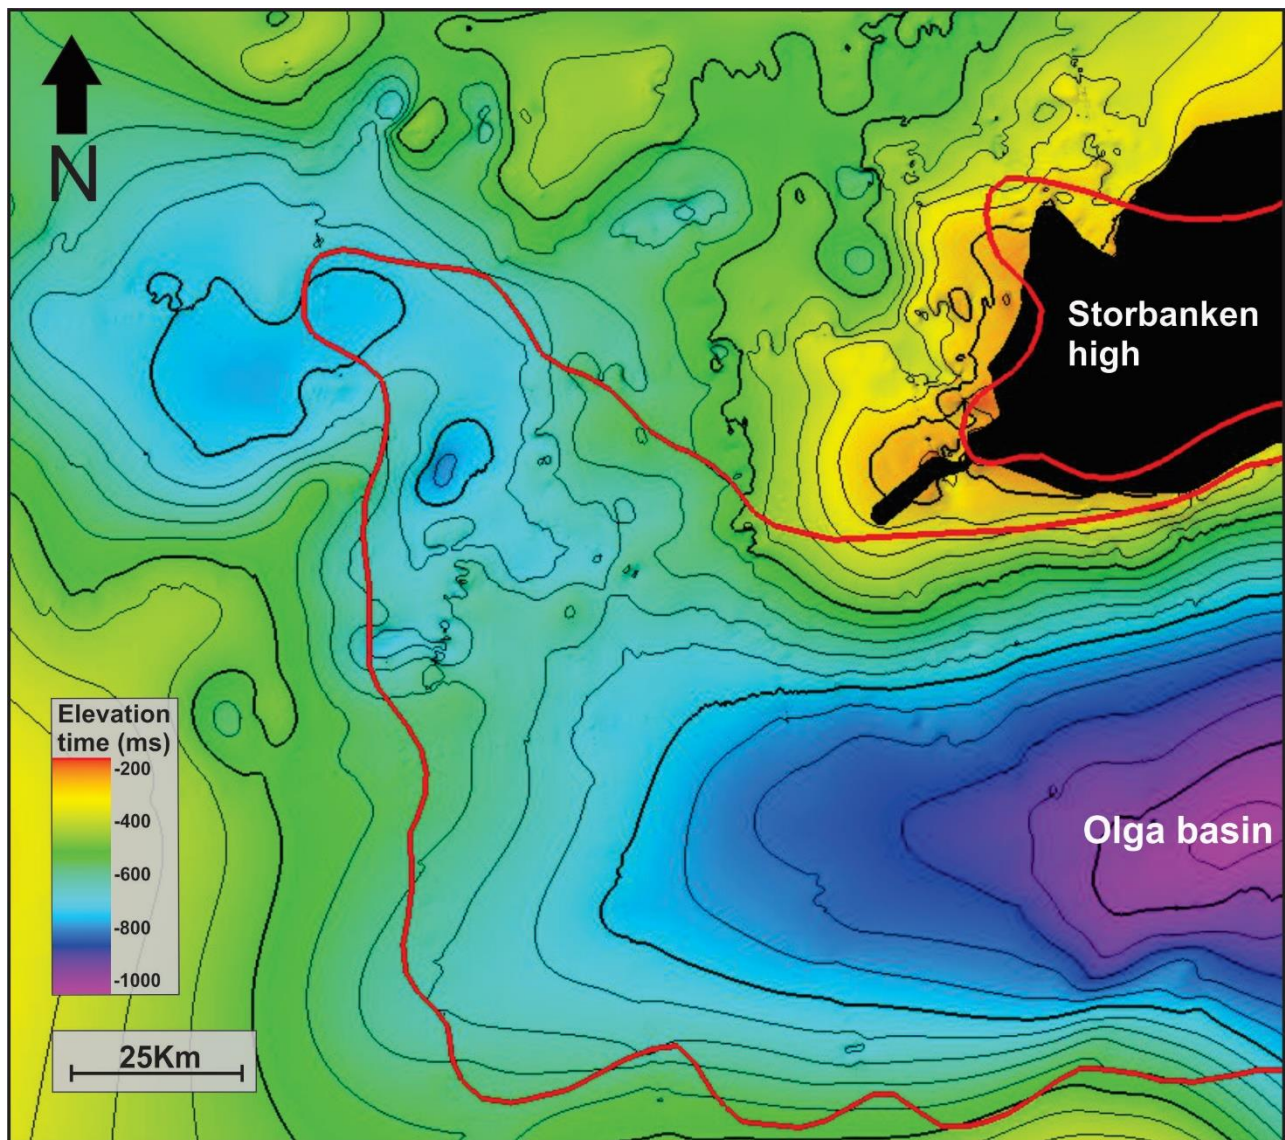 N
Storbanken
high
Olga basin
Elevation
time (ms)
-200
-400
-600
-800
-1000
25Km